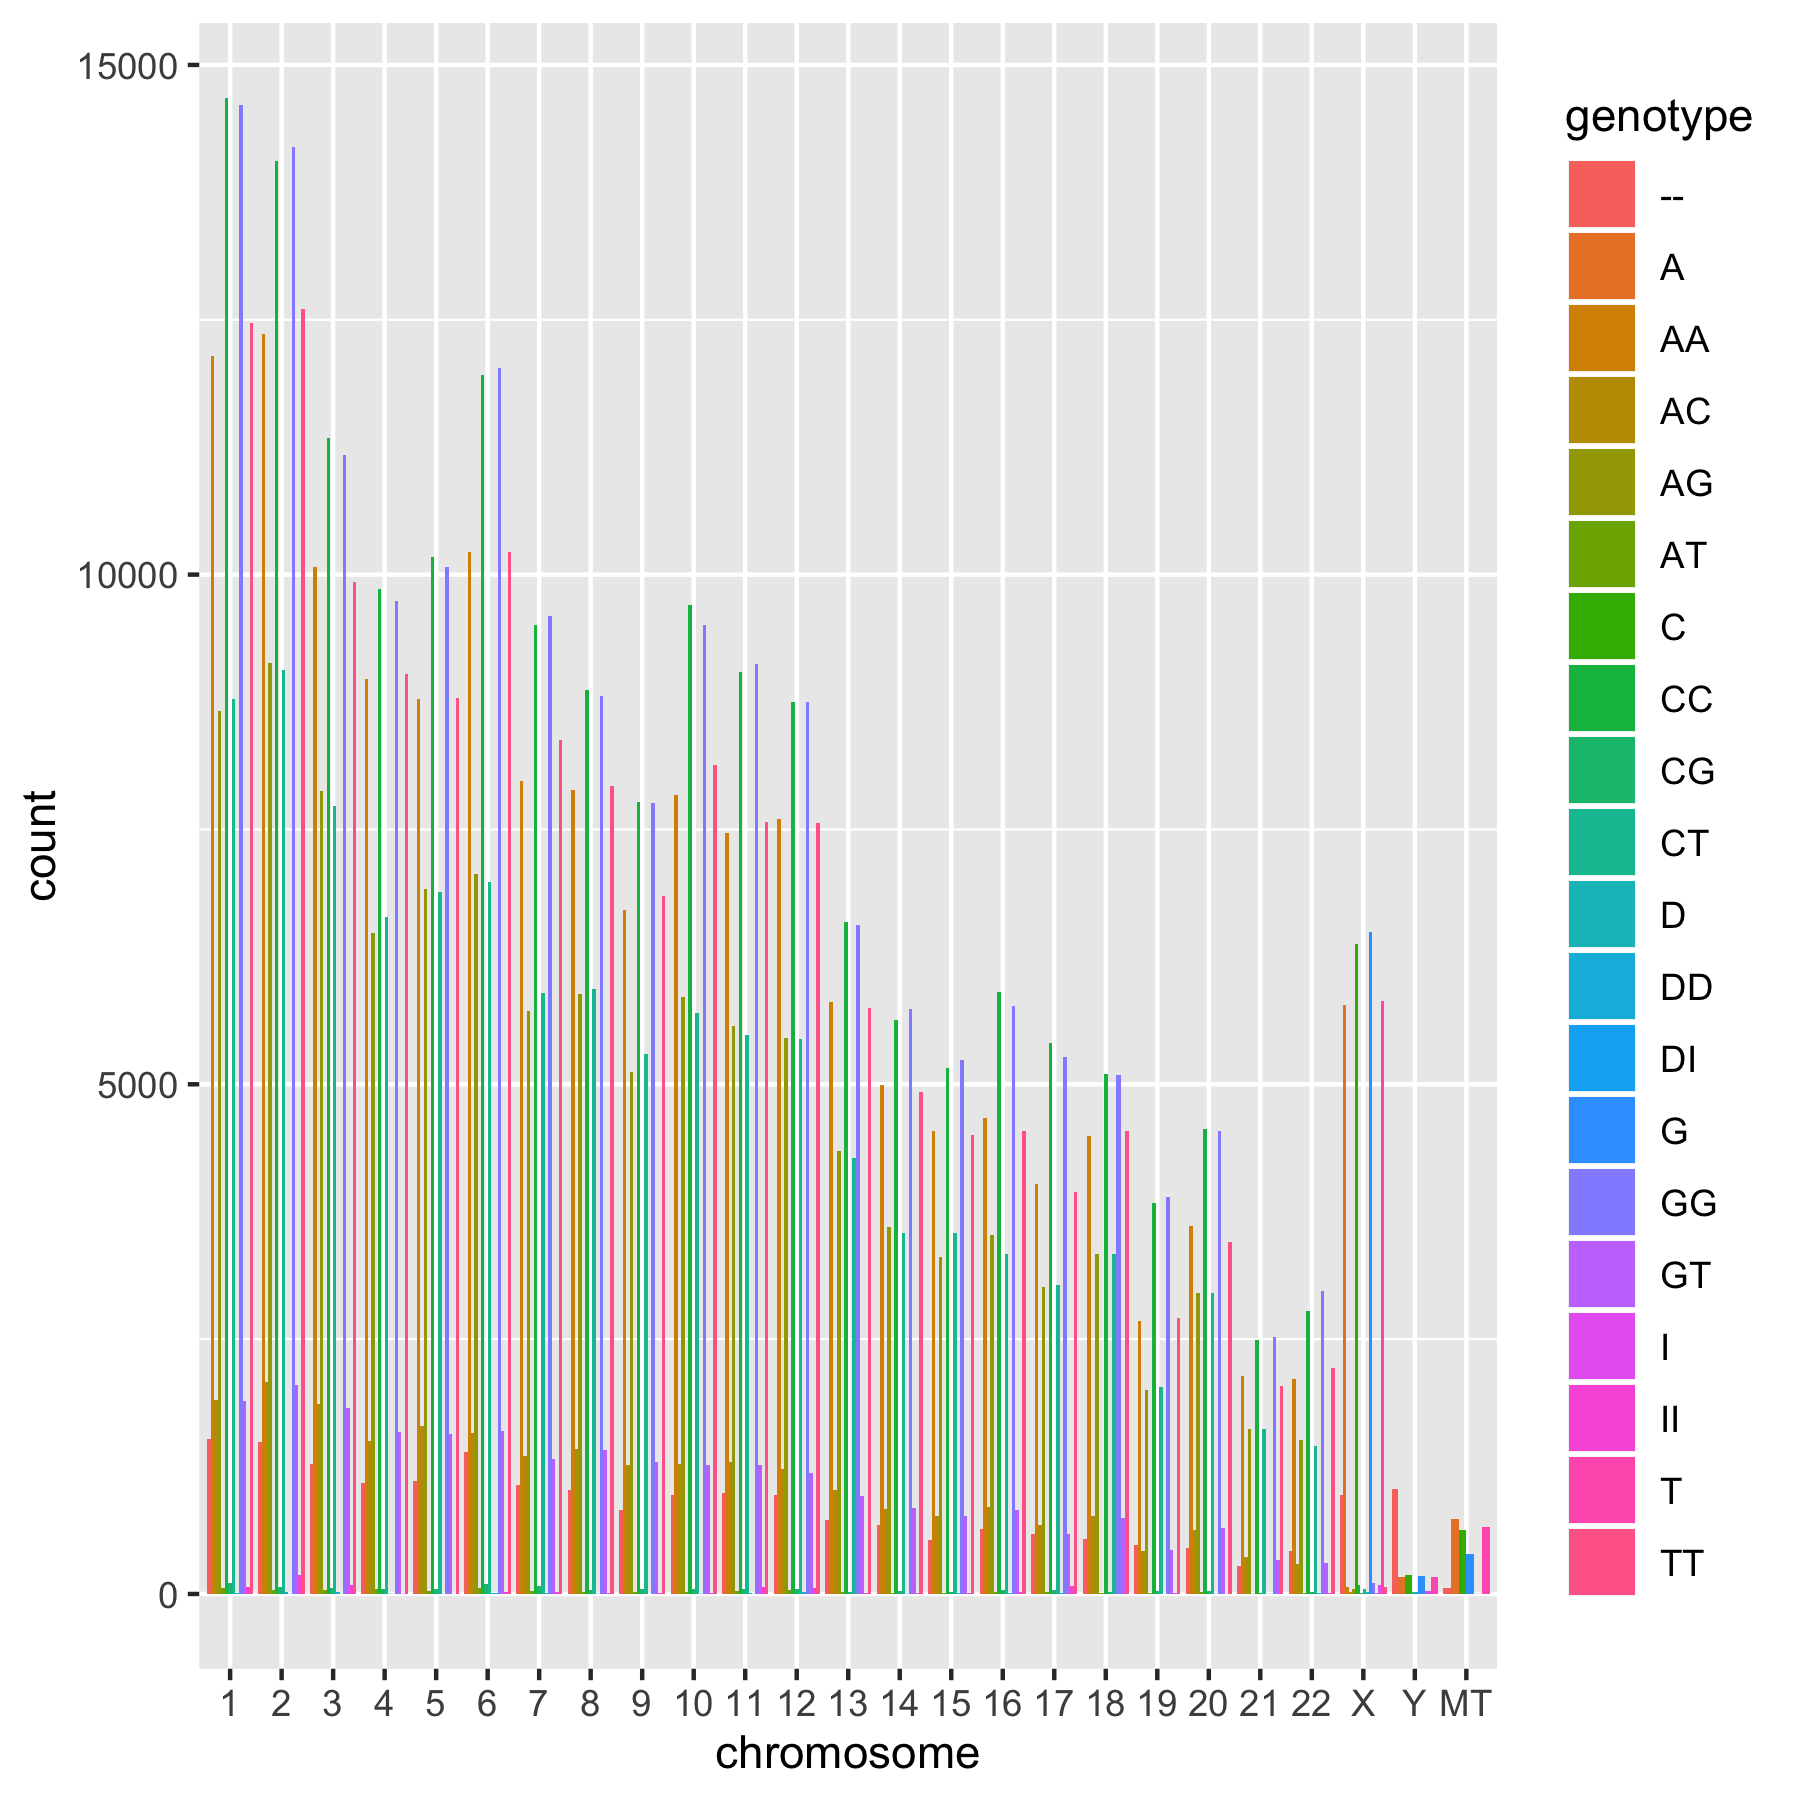 15000
10000
5000
0
count
1 2 3 4 5 6 7 8 9 10 11 12 13 14 15 16 17 18 19 20 21 22 X Y MT
chromosome
genotype
--
A
AA
AC
AG
AT
C
CC
CG
CT
D
DD
DI
G
GG
GT
I
II
T
TT